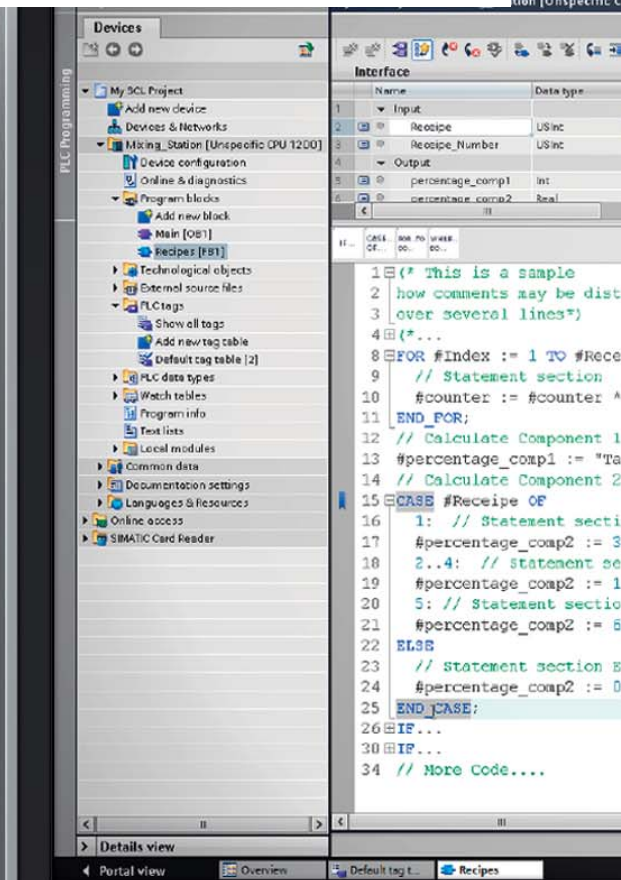 tion [Unspecific C
Devices
PLC Programming
My SCL Project
Add new device
Devices & Networks
Mixing_Station [Unspecific CPU 1200]
Device configuration
Online & diagnostics
Program blocks
Add new block
Main [OB1]
Recipes [FB1]
Technological objects
External source files
PLC tags
Show all tags
Add new tag table
Default tag table [2]
PLC data types
Watch tables
Program info
Text lists
Local modules
Common data
Documentation settings
Languages & Resources
Online access
SIMATIC Card Reader
Details view
Portal view
Overview
Default tag t...
Recipes
Interface
Name Data type
1 Input
2 Receipe USInt
3 Receipe_Number USInt
4 Output
5 percentage_comp1 Int
6 percentage_comp2 Real
IF... CASE... OF...
1 (* This is a sample
2 how comments may be dist
3 over several lines*)
4 (*...
8 FOR #Index := 1 TO #Rece
9 // Statement section
10 #counter := #counter
11 END_FOR;
12 // Calculate Component 1
13 #percentage_comp1 := "Ta
14 // Calculate Component 2
15 CASE #Receipe OF
16 1: // Statement secti
17 #percentage_comp2 := 3
18 2..4: // Statement se
19 #percentage_comp2 := 1
20 5: // Statement sectio
21 #percentage_comp2 := 6
22 ELSE
23 // Statement section E
24 #percentage_comp2 := 0
25 END_CASE;
26 IF...
30 IF...
34 // More Code....